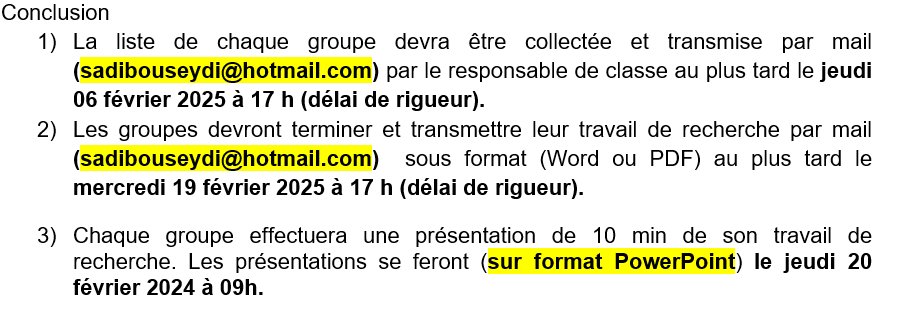 Conclusion
1) La liste de chaque groupe devra être collectée et transmise par mail
(sadibouseydi@hotmail.com) par le responsable de classe au plus tard le jeudi
06 février 2025 à 17 h (délai de rigueur).
2) Les groupes devront terminer et transmettre leur travail de recherche par mail
(sadibouseydi@hotmail.com) sous format (Word ou PDF) au plus tard le
mercredi 19 février 2025 à 17 h (délai de rigueur).
3) Chaque groupe effectuera une présentation de 10 min de son travail de
recherche. Les présentations se feront (sur format PowerPoint) le jeudi 20
février 2024 à 09h.